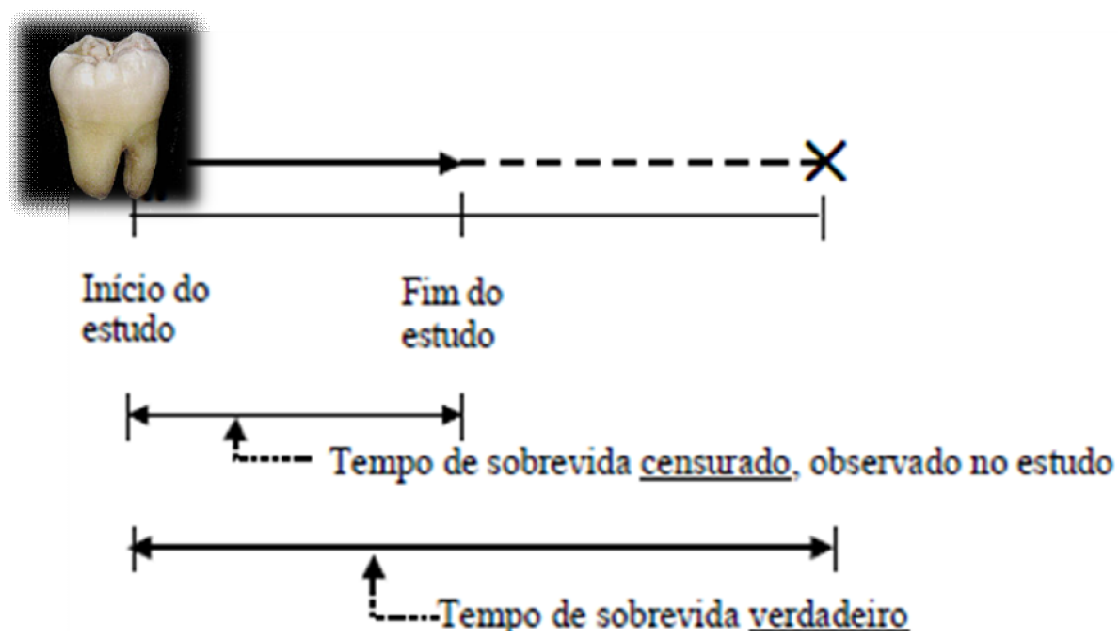 Início do
estudo
Fim do
estudo
Tempo de sobrevida censurado, observado no estudo
Tempo de sobrevida verdadeiro